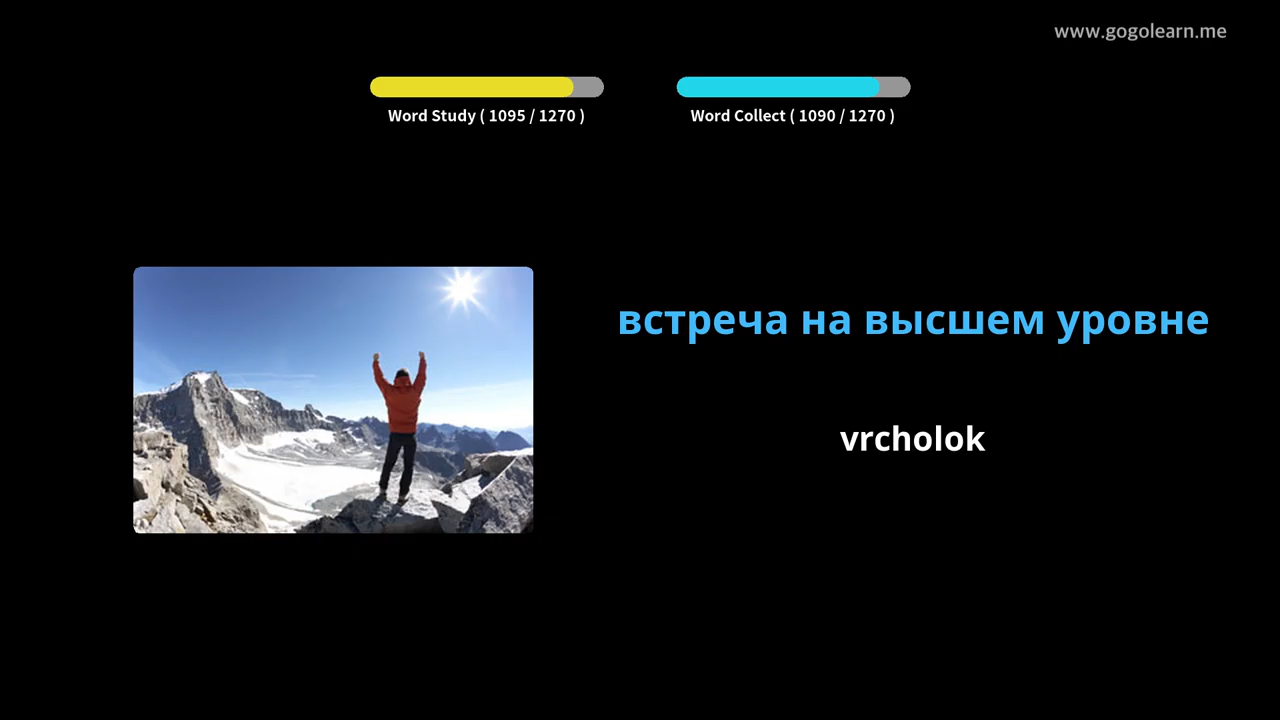 www.gogolearn.me
Word Study ( 1095 / 1270 )
Word Collect ( 1090 / 1270 )
встреча на высшем уровне
vrcholok